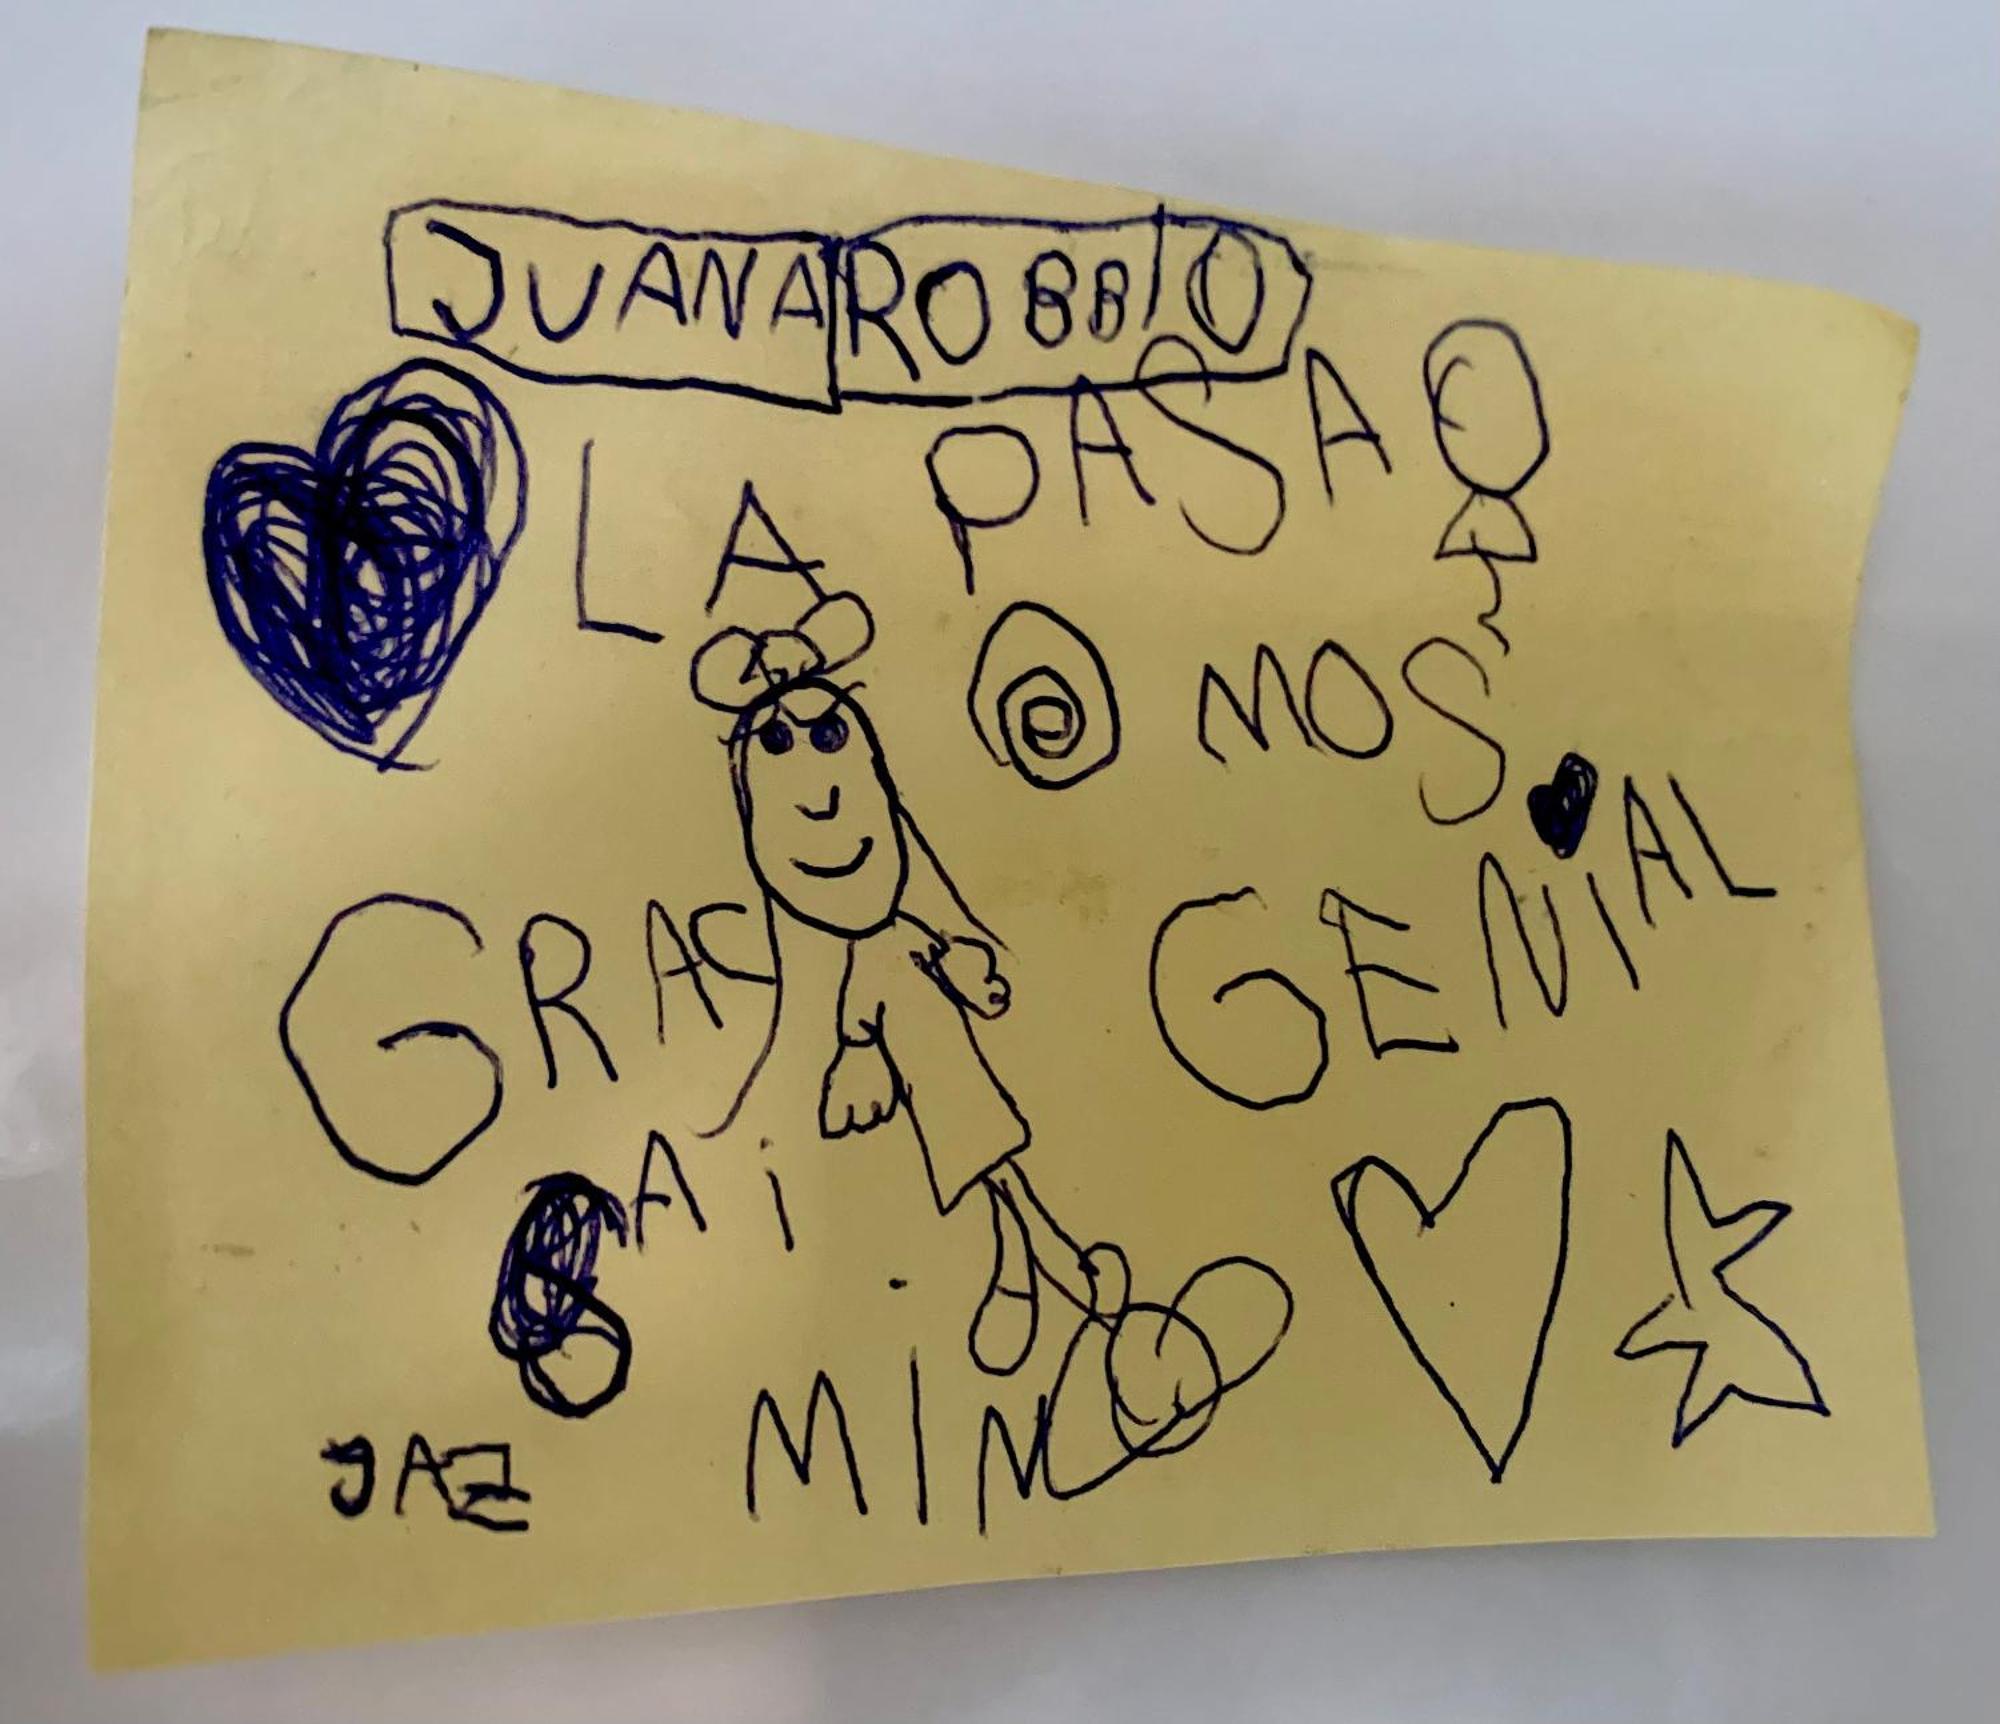 JUANA ROBBIO
LA PASA
MOS
GENIAL
GRAC
Ai
MIN
JAZ